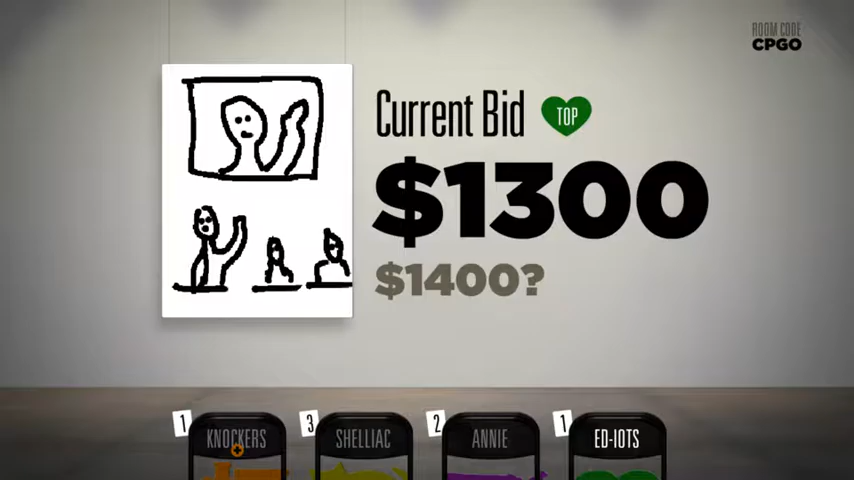 ROOM CODE
CPGO
Current Bid TOP
$1300
$1400?
1 KNOCKERS 3 SHELLIAC 2 ANNIE 1 ED-IOTS